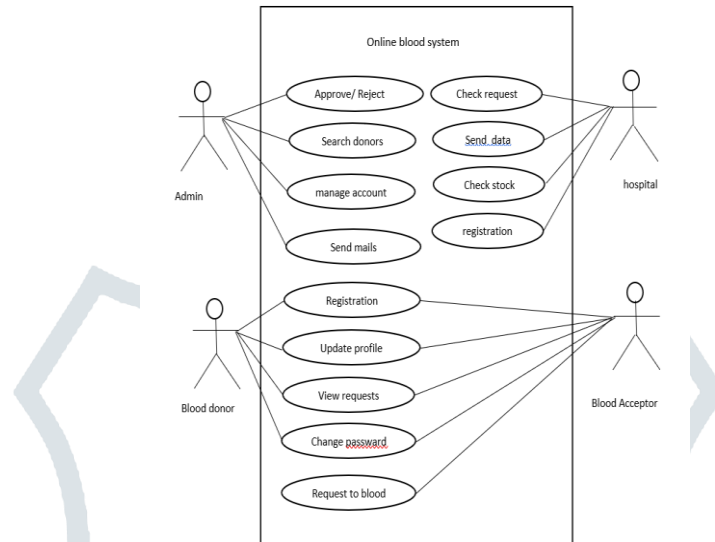 Online blood system
Approve/ Reject
Check request
Search donors
Send data
manage account
Check stock
Send mails
registration
Admin
hospital
Registration
Update profile
View requests
Change password
Request to blood
Blood donor
Blood Acceptor